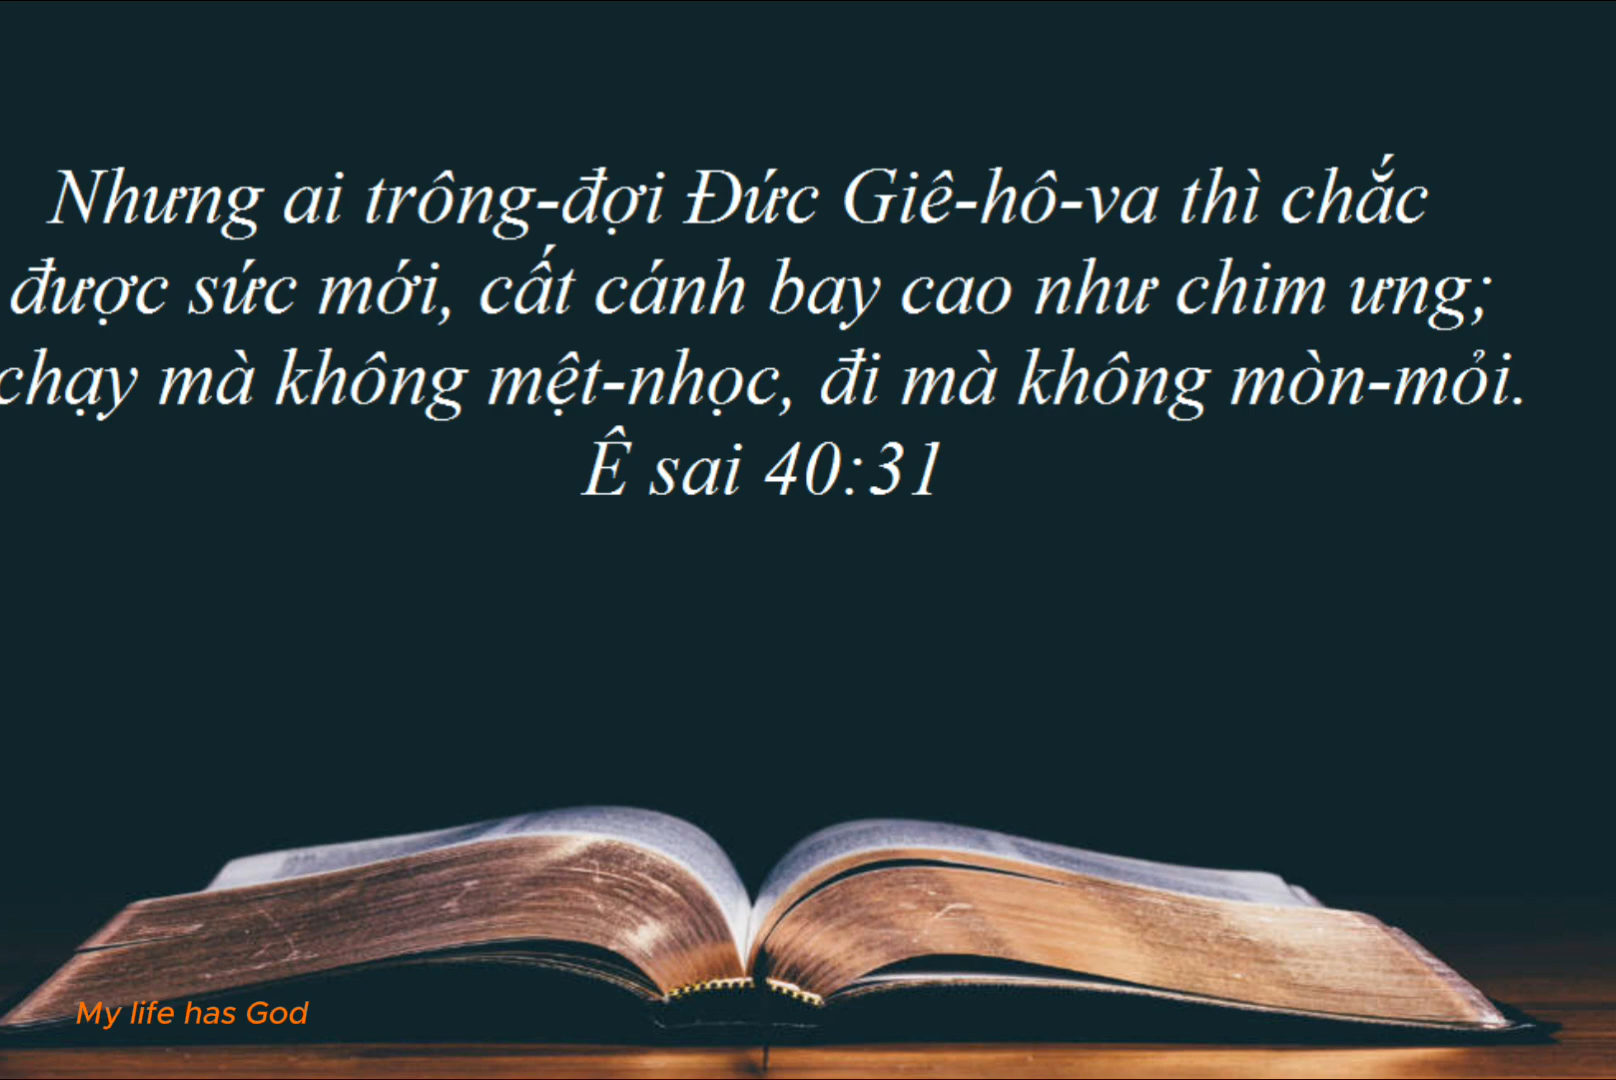 Nhưng ai trông-đợi Đức Giê-hô-va thì chắc
được sức mới, cất cánh bay cao như chim ưng;
chạy mà không mệt-nhọc, đi mà không mòn-mỏi.
Ê sai 40:31
My life has God